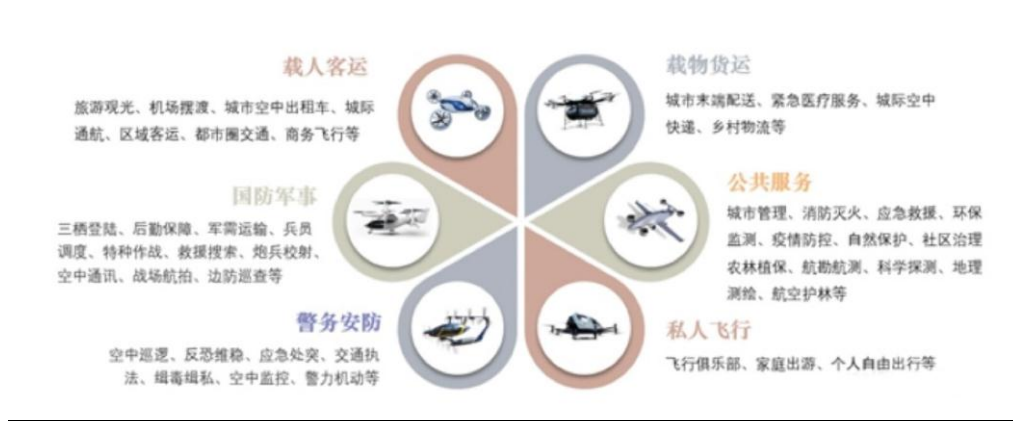 载人客运
旅游观光、机场摆渡、城市空中出租车、城际
通航、区域客运、都市圈交通、商务飞行等
载物货运
城市末端配送、紧急医疗服务、城际空中
快递、乡村物流等
国防军事
三栖登陆、后勤保障、军需运输、兵员
调度、特种作战、救援搜索、炮兵校射、
空中通讯、战场航拍、边防巡查等
公共服务
城市管理、消防灭火、应急救援、环保
监测、疫情防控、自然保护、社区治理
农林植保、航勘航测、科学探测、地理
测绘、航空护林等
警务安防
空中巡逻、反恐维稳、应急处突、交通执
法、缉毒缉私、空中监控、警力机动等
私人飞行
飞行俱乐部、家庭出游、个人自由出行等